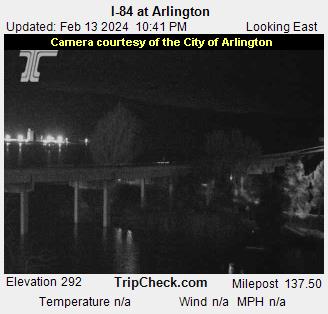 I-84 at Arlington
Updated: Feb 13 2024 10:41 PM Looking East
Camera courtesy of the City of Arlington
Elevation 292 TripCheck.com Milepost 137.50
Temperature n/a Wind n/a MPH n/a